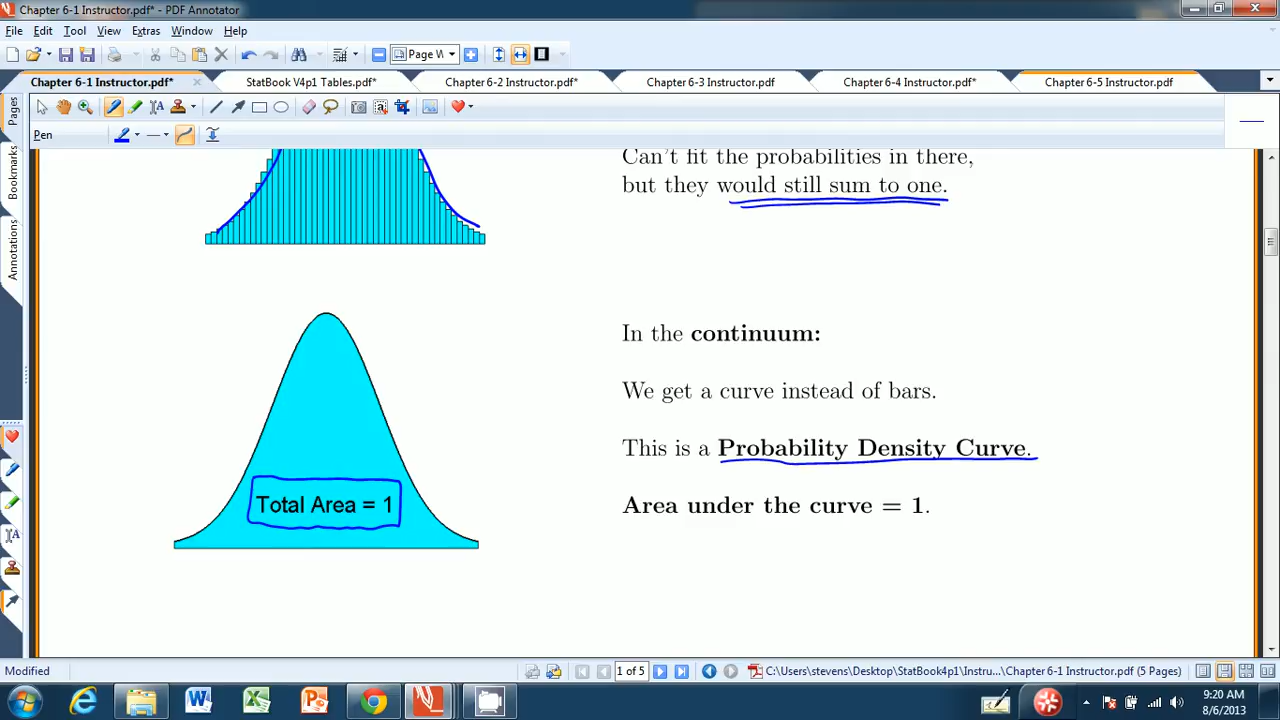 Chapter 6-1 Instructor.pdf* - PDF Annotator
File Edit Tool View Extras Window Help
Page W
Chapter 6-1 Instructor.pdf* StatBook V4p1 Tables.pdf* Chapter 6-2 Instructor.pdf* Chapter 6-3 Instructor.pdf Chapter 6-4 Instructor.pdf* Chapter 6-5 Instructor.pdf
Pen
Pages
Bookmarks
Annotations
Can't fit the probabilities in there,
but they would still sum to one.
In the continuum:
We get a curve instead of bars.
This is a Probability Density Curve.
Total Area = 1
Area under the curve = 1.
Modified
1 of 5
C:\Users\stevens\Desktop\StatBook4p1\Instru...\Chapter 6-1 Instructor.pdf (5 Pages)
9:20 AM
8/6/2013